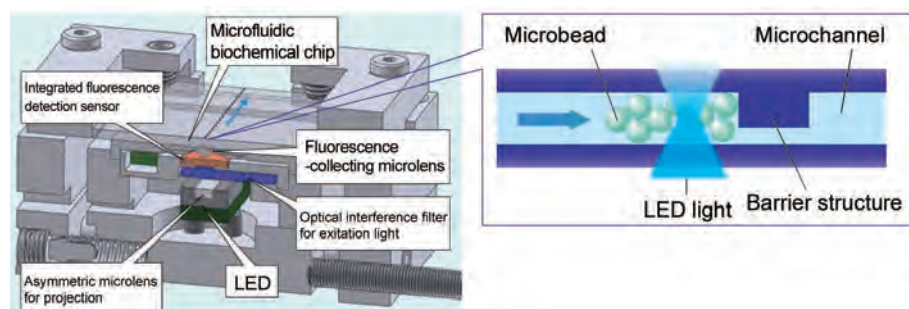 Microfluidic
biochemical chip
Integrated fluorescence
detection sensor
Fluorescence
-collecting microlens
Optical interference filter
for exitation light
Asymmetric microlens
for projection
LED
Microbead
Microchannel
LED light
Barrier structure